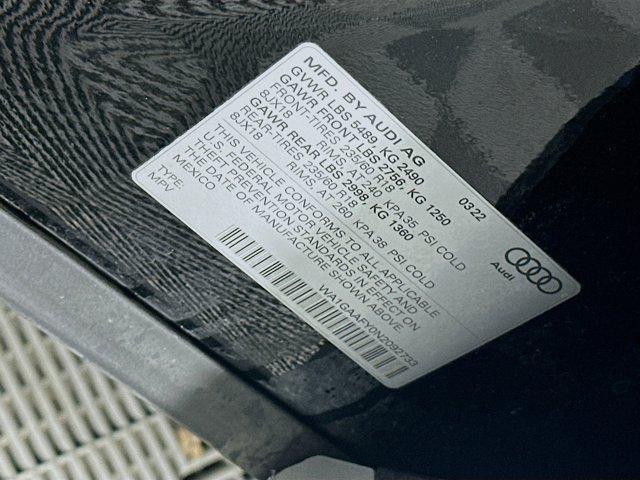 MFD. BY AUDI AG 03 22
GVWR LBS 5489, KG 2490
GAWR FRONT LBS 2756, KG 1250
FRONT-TIRES 235/60 R18
8JX18 RIMS, AT 240 KPA 35 PSI COLD
GAWR REAR LBS 2998 KG 1360
REAR-TIRES 235/60 R18
8JX18 RIMS, AT 260 KPA 38 PSI COLD
THIS VEHICLE CONFORMS TO ALL APPLICABLE
U.S. FEDERAL MOTOR VEHICLE SAFETY AND
THEFT PREVENTION STANDARDS IN EFFECT ON
THE DATE OF MANUFACTURE SHOWN ABOVE
MEXICO
TYPE:
MPV
WA1GAAFY0N2092733
Audi